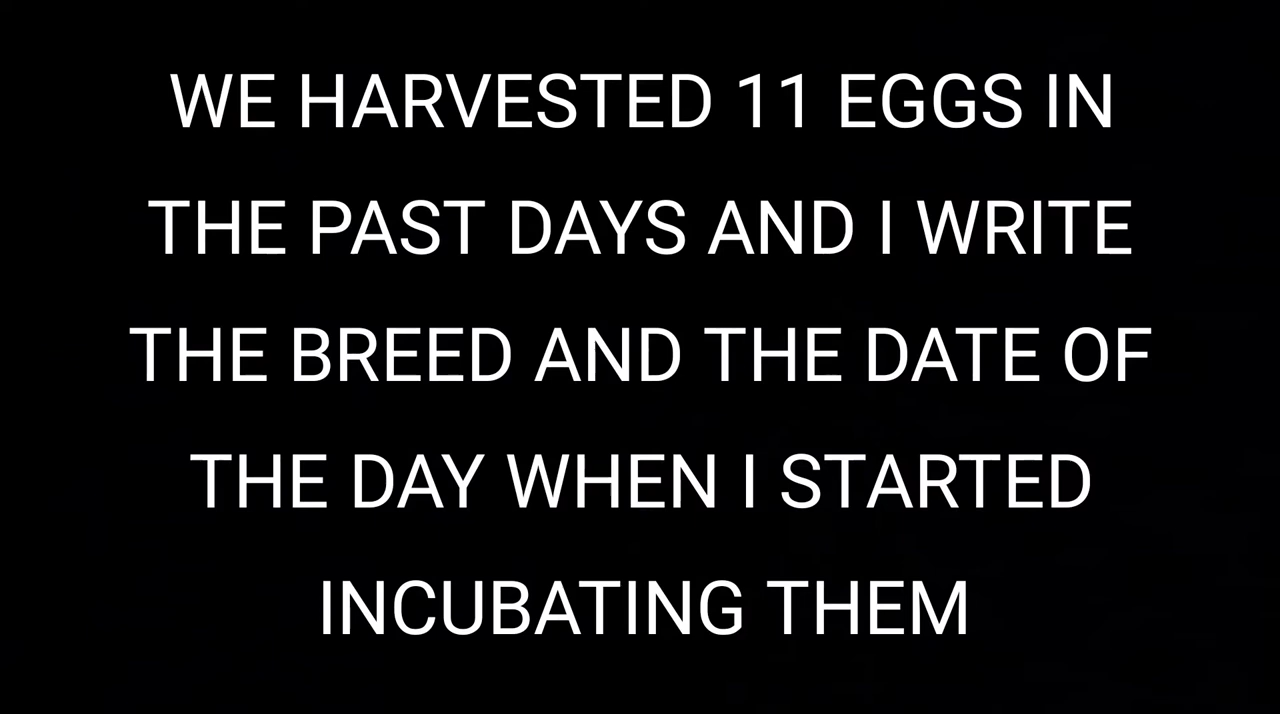 WE HARVESTED 11 EGGS IN
THE PAST DAYS AND I WRITE
THE BREED AND THE DATE OF
THE DAY WHEN I STARTED
INCUBATING THEM